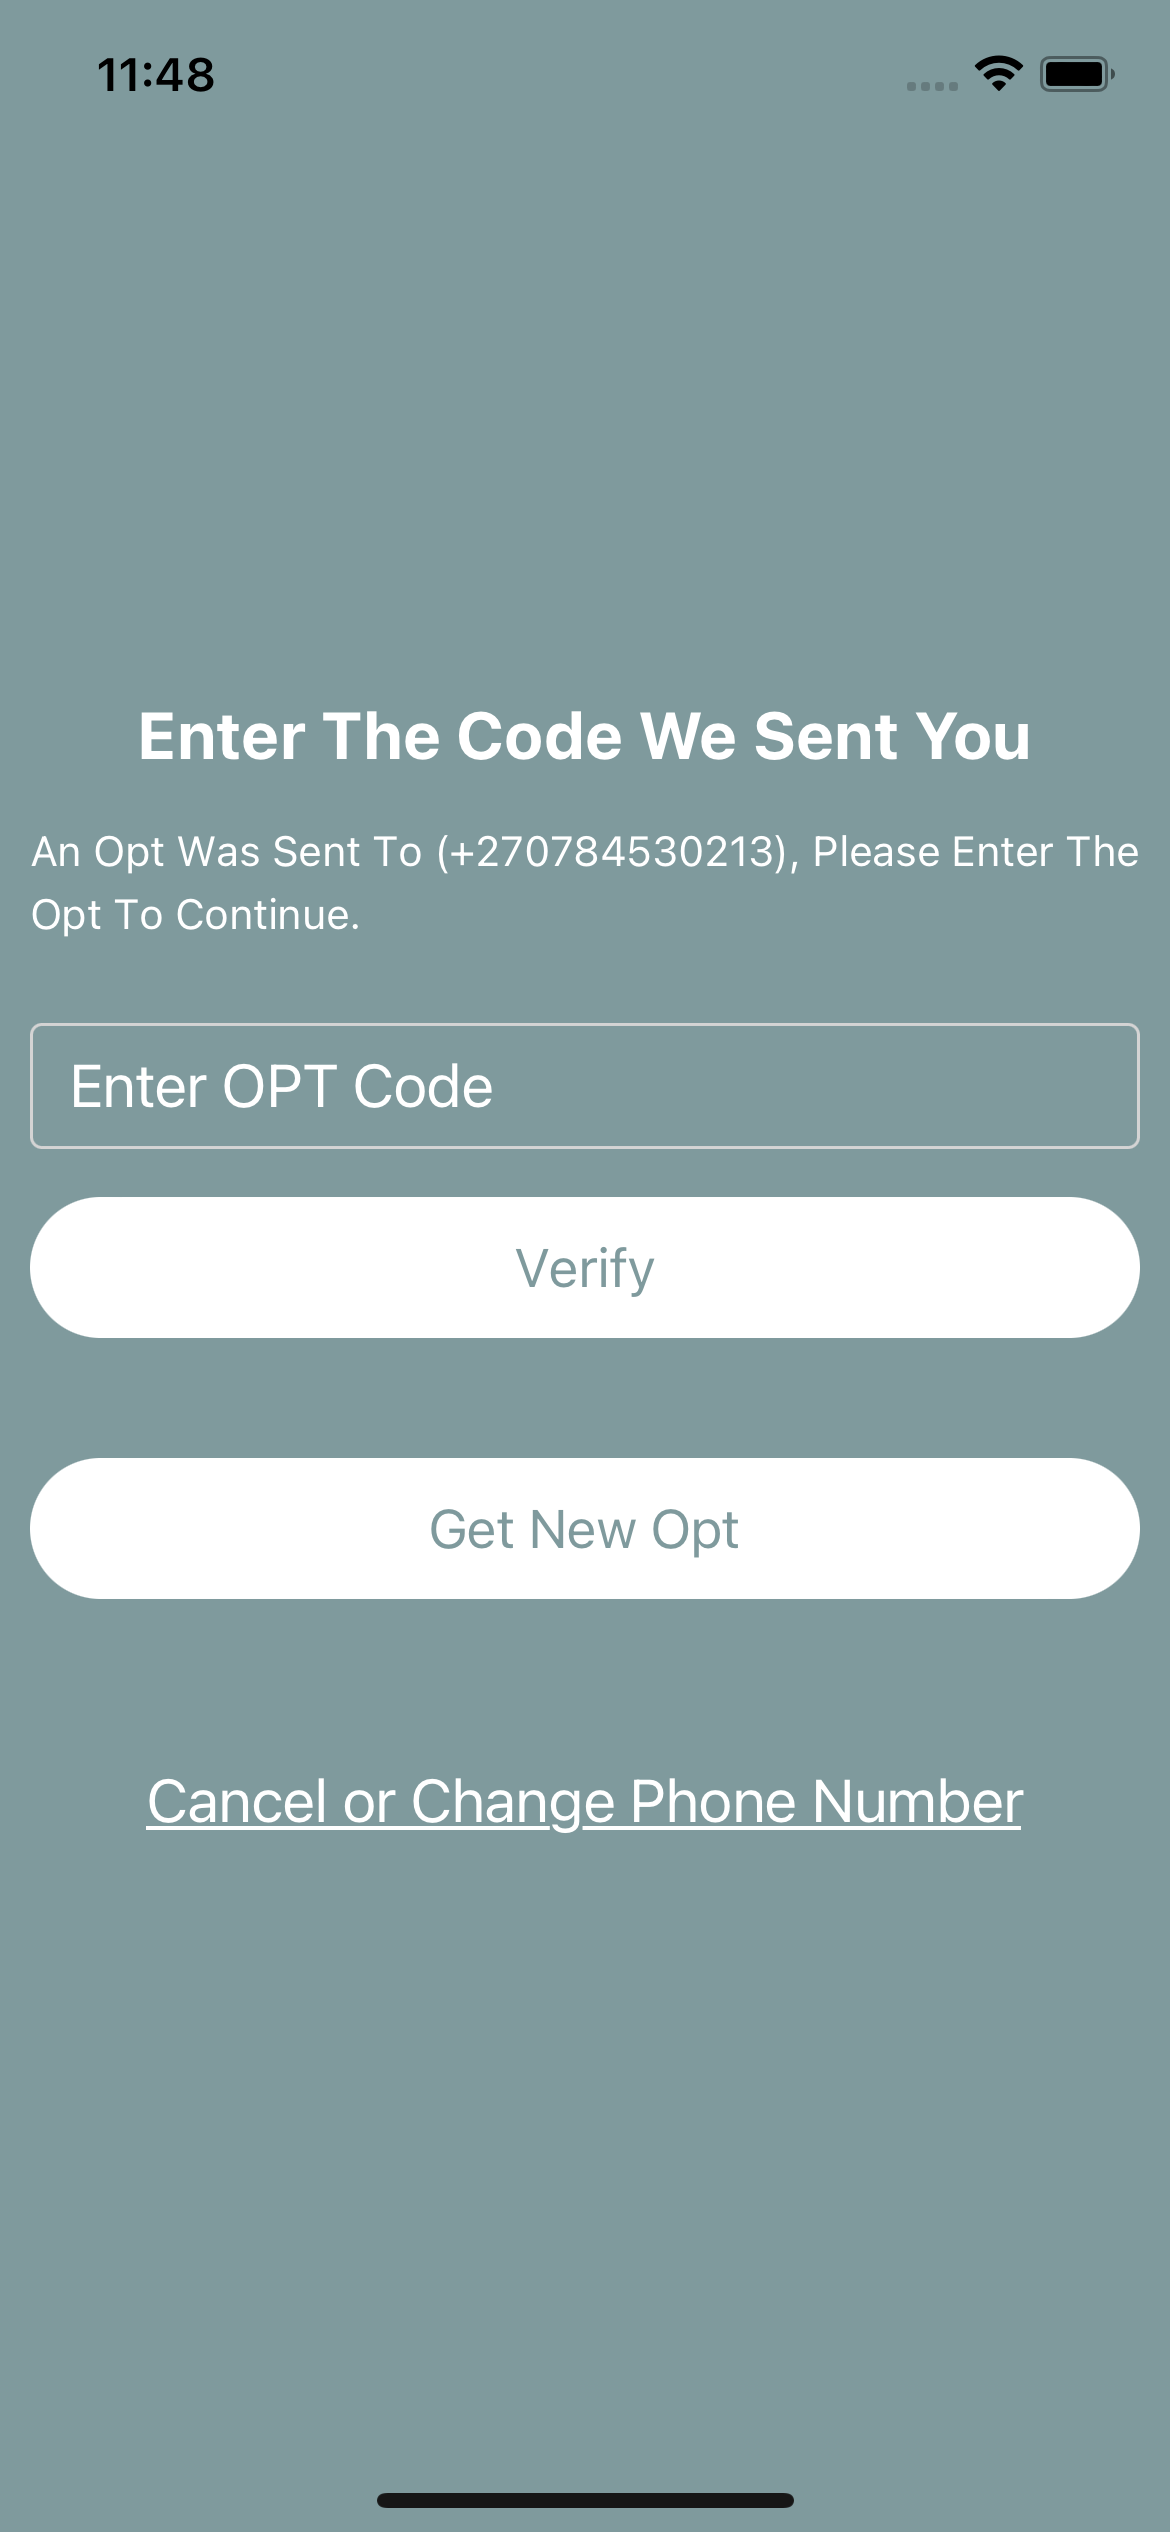 11:48
Enter The Code We Sent You
An Opt Was Sent To (+270784530213), Please Enter The
Opt To Continue.
Enter OPT Code
Verify
Get New Opt
Cancel or Change Phone Number